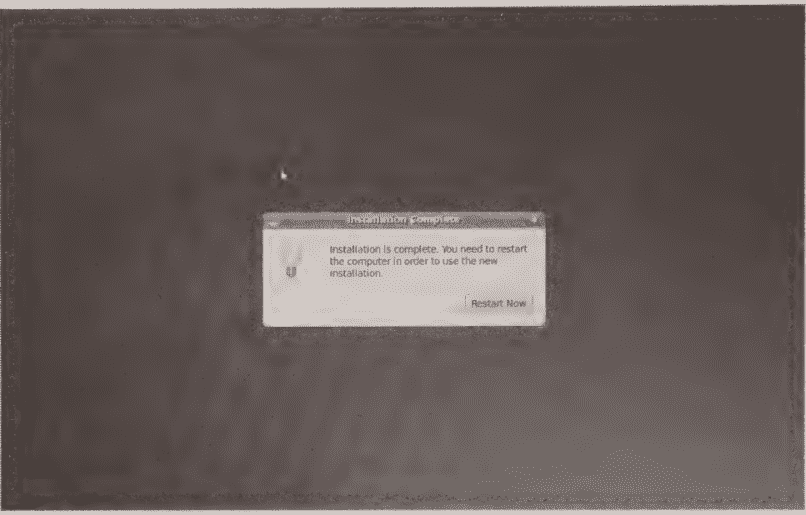 Installation Complete
Installation is complete. You need to restart
the computer in order to use the new
installation.
Restart Now